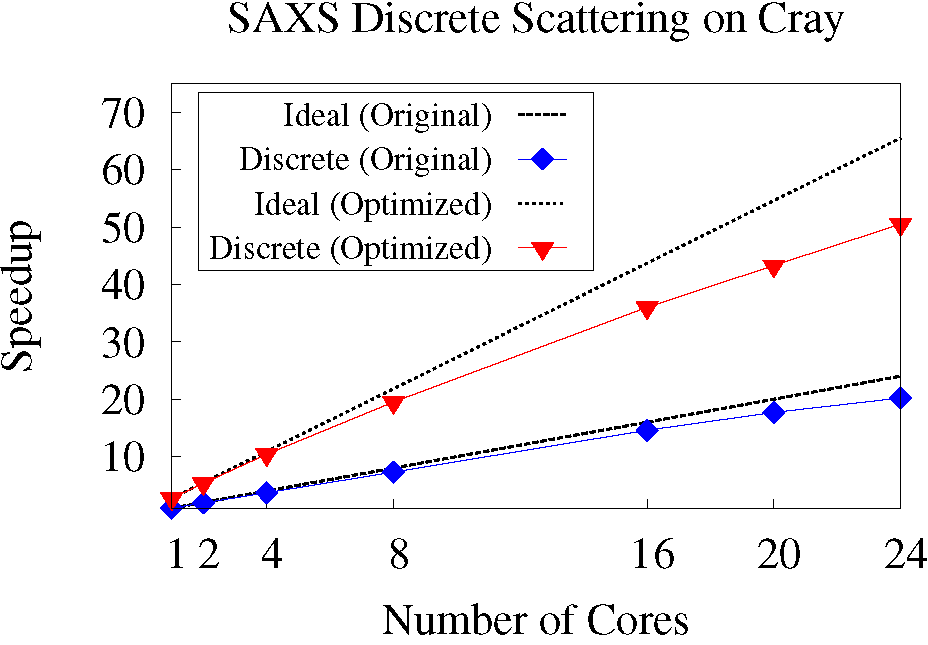 SAXS Discrete Scattering on Cray
70
60
50
40
30
20
10
Speedup
Ideal (Original)
Discrete (Original)
Ideal (Optimized)
Discrete (Optimized)
1 2 4 8 16 20 24
Number of Cores